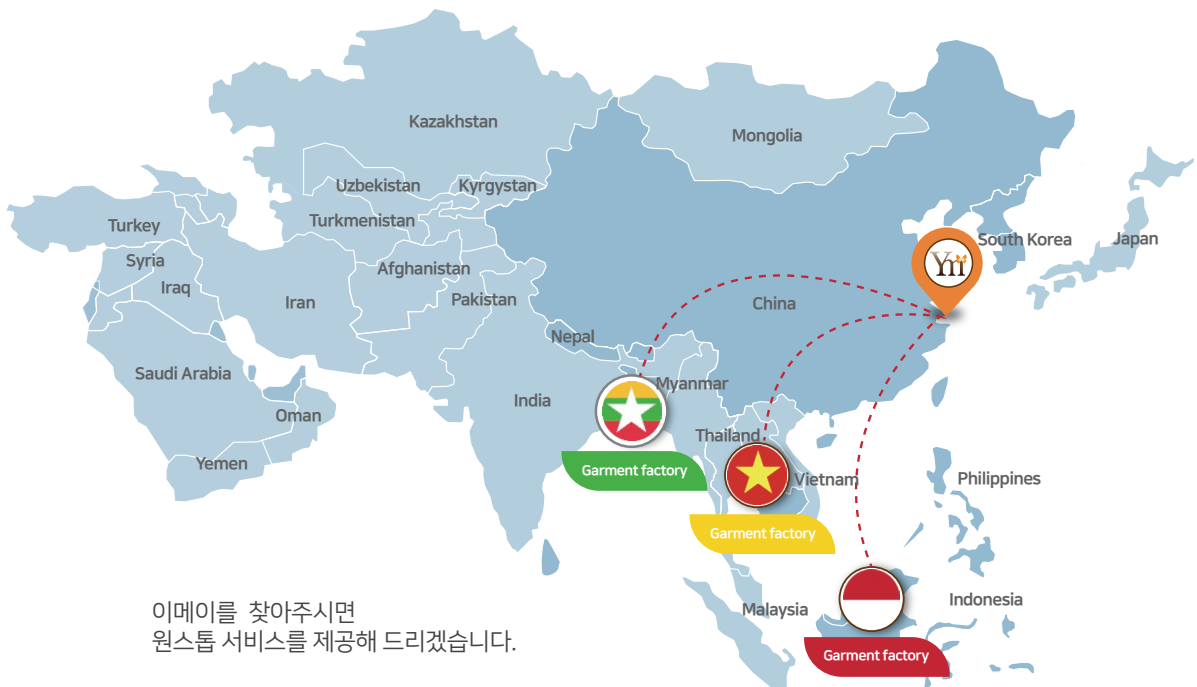 Kazakhstan
Mongolia
Uzbekistan
Kyrgystan
Turkey
Turkmenistan
South Korea
Japan
Syria
Afghanistan
Ym
Iraq
Iran
Pakistan
China
Nepal
Saudi Arabia
Myanmar
India
Oman
Thailand
Yemen
Garment factory
Vietnam
Philippines
Garment factory
이메이를 찾아주시면
원스톱 서비스를 제공해 드리겠습니다.
Malaysia
Indonesia
Garment factory